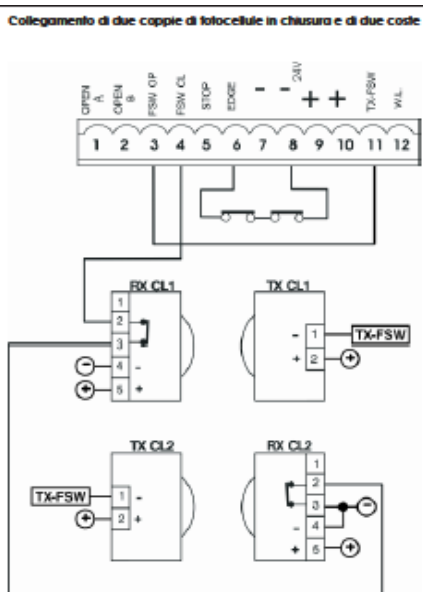 Collegamento di due coppie di fotocellule in chiusura e di due coste
OPEN A
OPEN B
FSW OP
FSW CL
STOP
EDGE
-
- 24V
+
+
TX-FSW
W.L.
1 2 3 4 5 6 7 8 9 10 11 12
RX CL1
1
2
3
4 -
5 +
TX CL1
- 1 TX-FSW
+ 2 +
TX CL2
TX-FSW 1 -
+ 2 +
RX CL2
1
2
3
- 4
+ 5 +